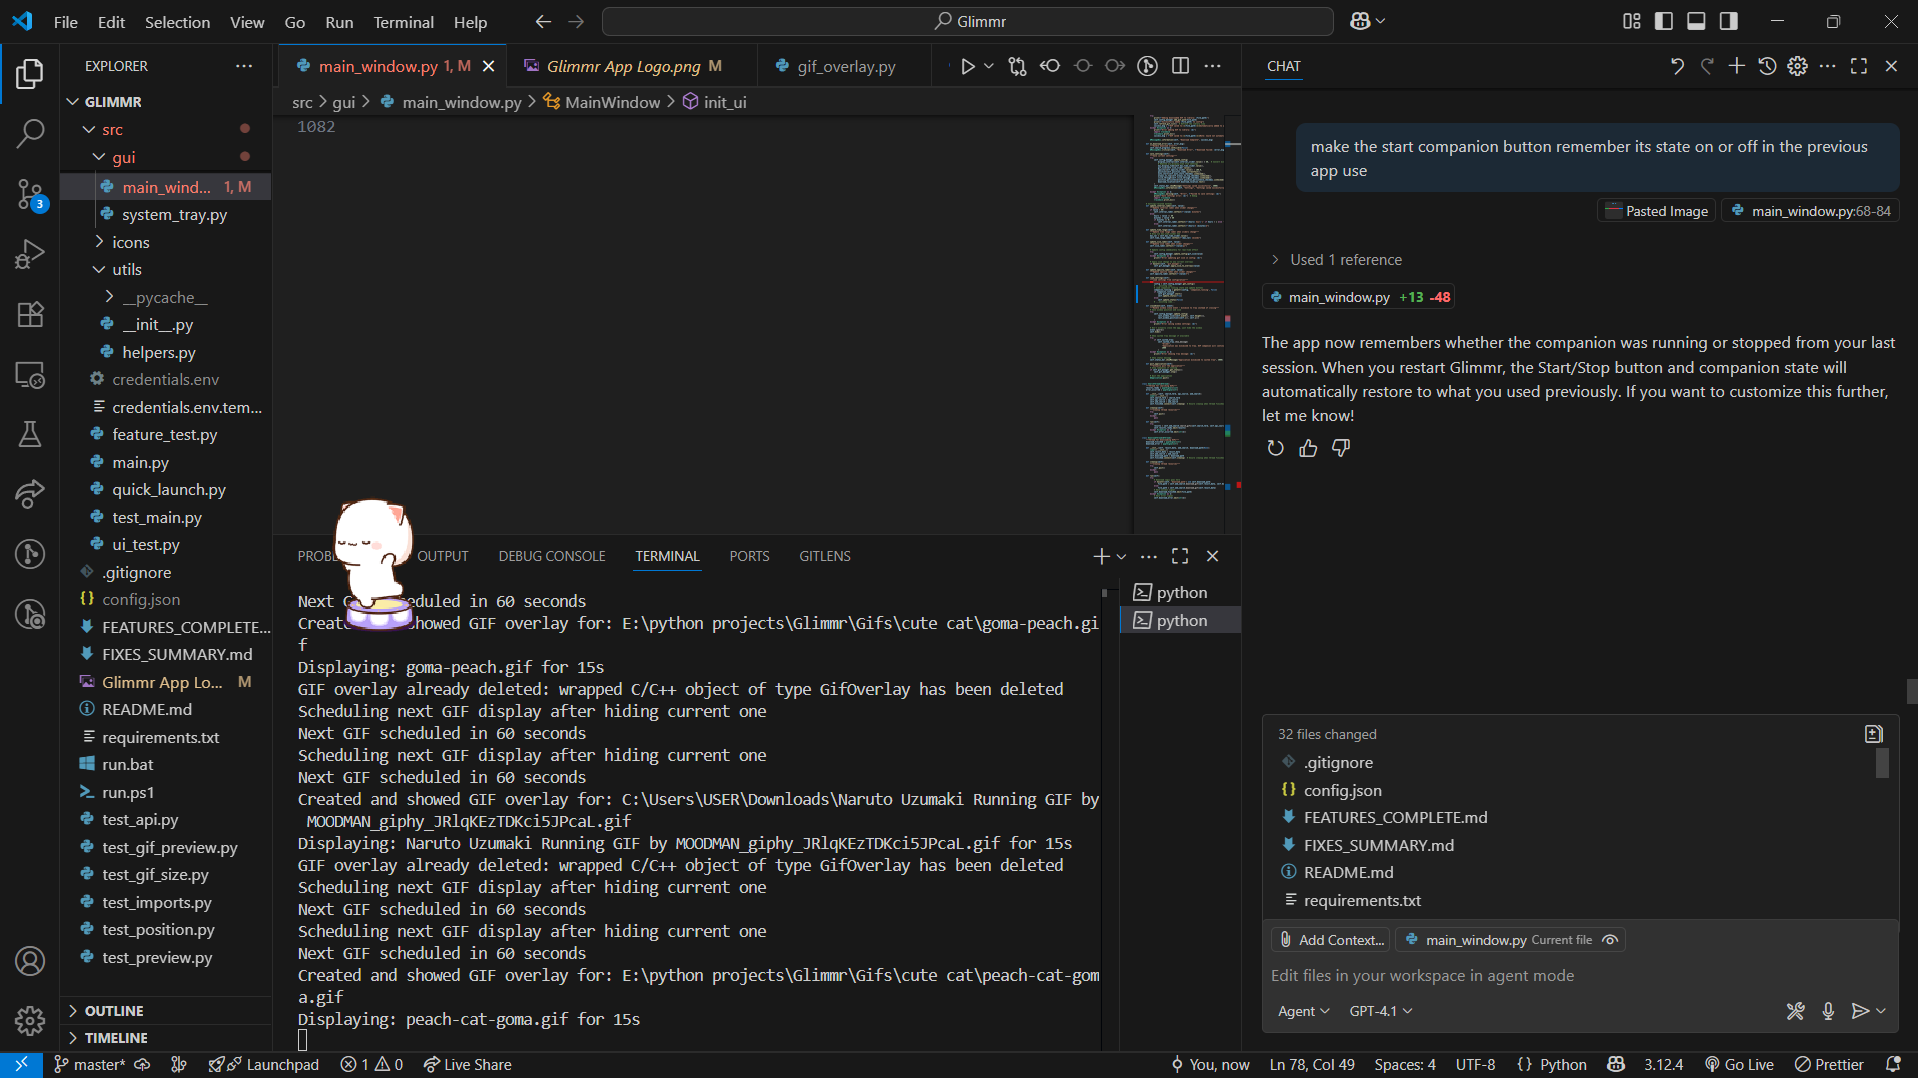 File Edit Selection View Go Run Terminal Help
Glimmr
EXPLORER
GLIMMR
src
gui
main_wind... 1, M
system_tray.py
icons
utils
__pycache__
__init__.py
helpers.py
credentials.env
credentials.env.tem...
feature_test.py
main.py
quick_launch.py
test_main.py
ui_test.py
.gitignore
config.json
FEATURES_COMPLETE...
FIXES_SUMMARY.md
Glimmr App Lo... M
README.md
requirements.txt
run.bat
run.ps1
test_api.py
test_gif_preview.py
test_gif_size.py
test_imports.py
test_position.py
test_preview.py
OUTLINE
TIMELINE
3
main_window.py 1, M
Glimmr App Logo.png M
gif_overlay.py
src > gui > main_window.py > MainWindow > init_ui
1082
OUTPUT DEBUG CONSOLE TERMINAL PORTS GITLENS
python
python
Next scheduled in 60 seconds
showed GIF overlay for: E:\python projects\Glimmr\Gifs\cute cat\goma-peach.gi
f
Displaying: goma-peach.gif for 15s
GIF overlay already deleted: wrapped C/C++ object of type GifOverlay has been deleted
Scheduling next GIF display after hiding current one
Next GIF scheduled in 60 seconds
Scheduling next GIF display after hiding current one
Next GIF scheduled in 60 seconds
Created and showed GIF overlay for: C:\Users\USER\Downloads\Naruto Uzumaki Running GIF by
MOODMAN_giphy_JRlqKEzTDKci5JPcaL.gif
Displaying: Naruto Uzumaki Running GIF by MOODMAN_giphy_JRlqKEzTDKci5JPcaL.gif for 15s
GIF overlay already deleted: wrapped C/C++ object of type GifOverlay has been deleted
Scheduling next GIF display after hiding current one
Next GIF scheduled in 60 seconds
Scheduling next GIF display after hiding current one
Next GIF scheduled in 60 seconds
Created and showed GIF overlay for: E:\python projects\Glimmr\Gifs\cute cat\peach-cat-gom
a.gif
Displaying: peach-cat-goma.gif for 15s
CHAT
make the start companion button remember its state on or off in the previous
app use
Pasted Image main_window.py:68-84
Used 1 reference
main_window.py +13 -48
The app now remembers whether the companion was running or stopped from your last
session. When you restart Glimmr, the Start/Stop button and companion state will
automatically restore to what you used previously. If you want to customize this further,
let me know!
32 files changed
.gitignore
config.json
FEATURES_COMPLETE.md
FIXES_SUMMARY.md
README.md
requirements.txt
Add Context... main_window.py Current file
Edit files in your workspace in agent mode
Agent GPT-4.1
master* Launchpad 1 0 Live Share
You, now Ln 78, Col 49 Spaces: 4 UTF-8 {} Python 3.12.4 Go Live Prettier